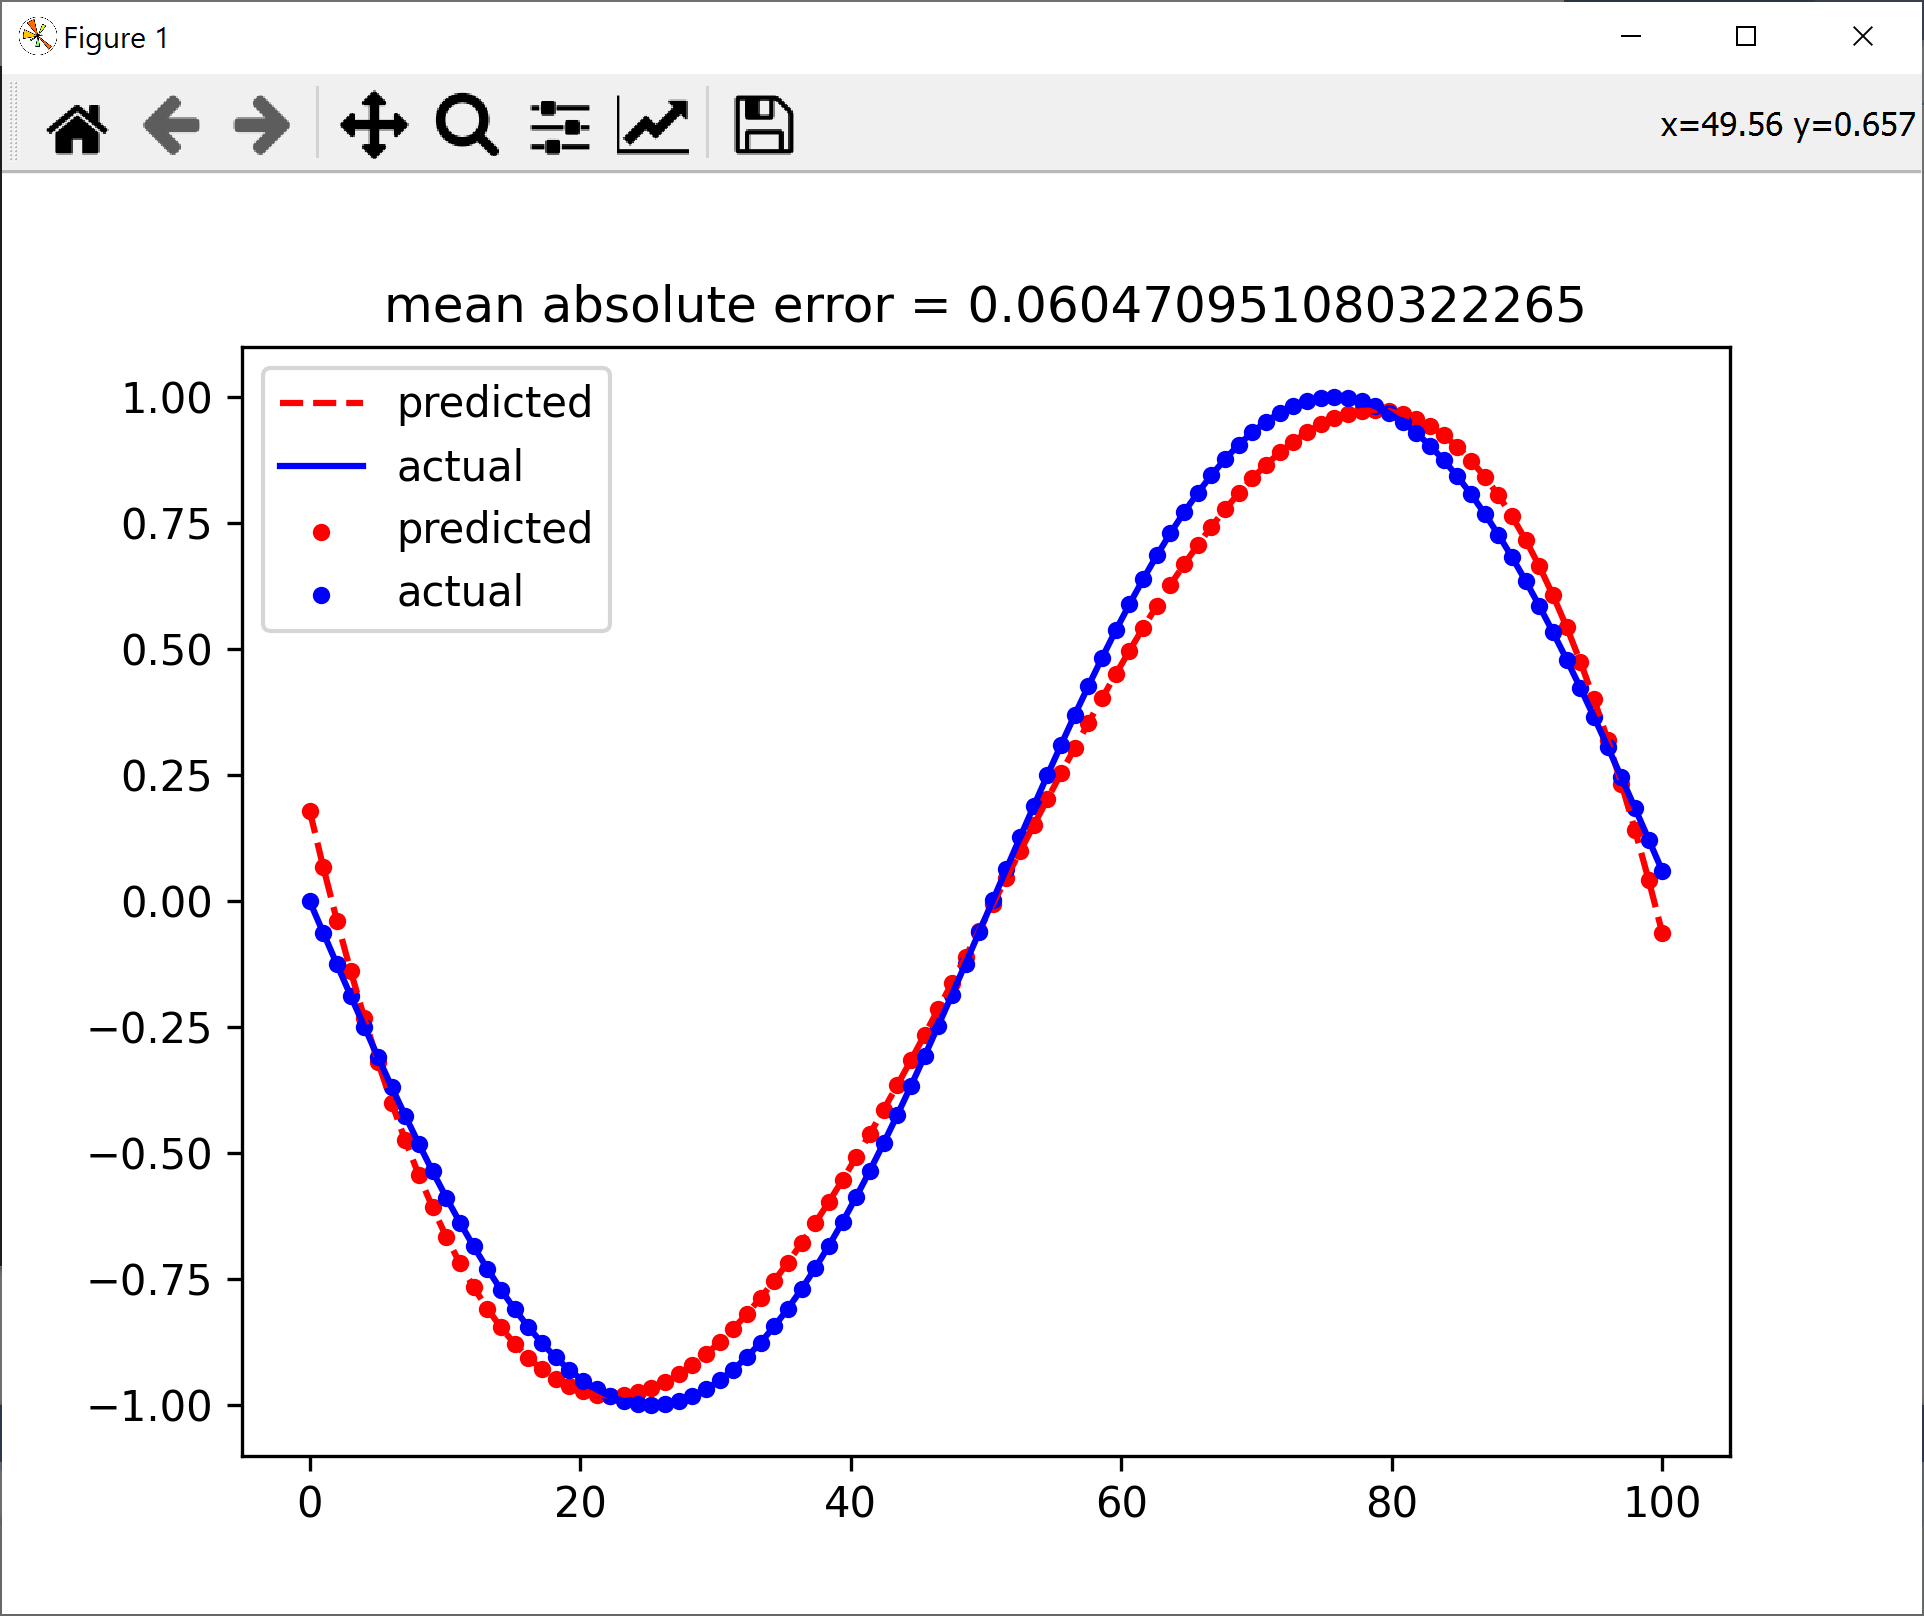 Figure 1
x=49.56 y=0.657
mean absolute error = 0.060470951080322265
predicted
actual
predicted
actual
1.00
0.75
0.50
0.25
0.00
−0.25
−0.50
−0.75
−1.00
0 20 40 60 80 100